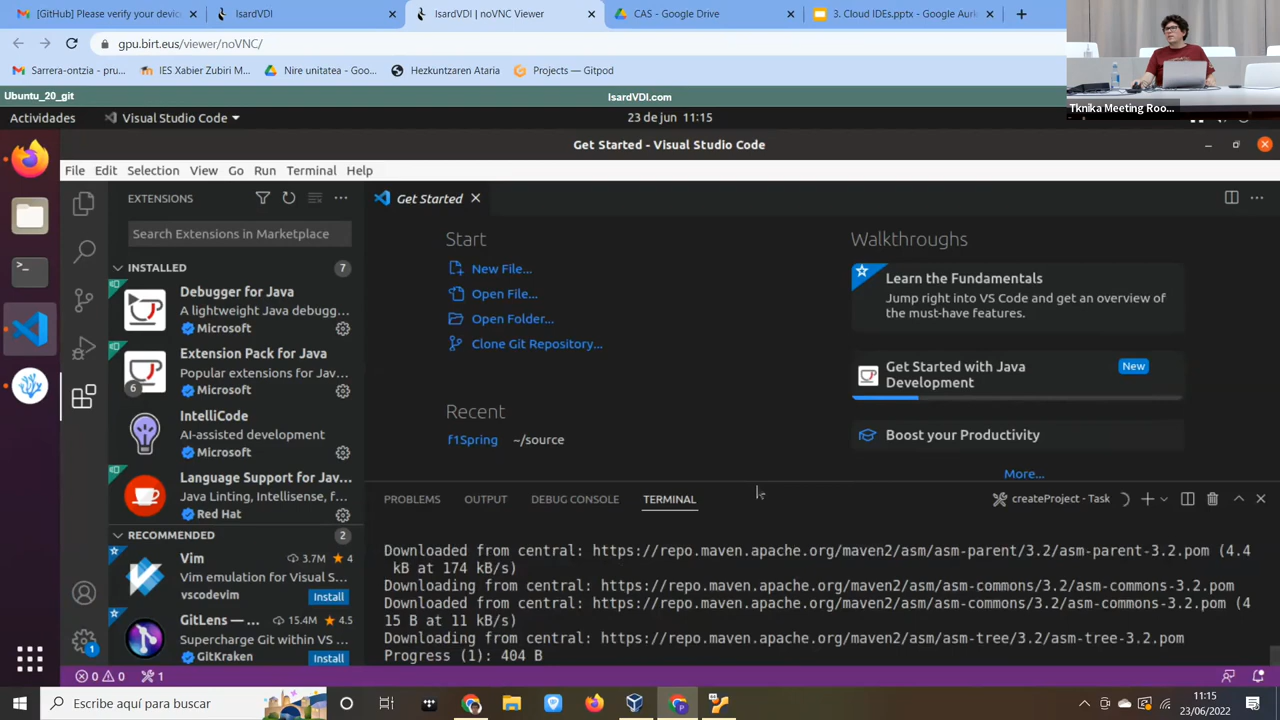 [GitHub] Please verify your devic
IsardVDI
IsardVDI | noVNC Viewer
CAS - Google Drive
3. Cloud IDEs.pptx - Google Aurk
gpu.birt.eus/viewer/noVNC/
Sarrera-ontzia - pru...
IES Xabier Zubiri M...
Nire unitatea - Goo...
Hezkuntzaren Ataria
Projects — Gitpod
Tknika Meeting Roo...
Ubuntu_20_git
IsardVDI.com
Actividades
Visual Studio Code
23 de jun 11:15
Get Started - Visual Studio Code
File Edit Selection View Go Run Terminal Help
EXTENSIONS
Get Started
Search Extensions in Marketplace
INSTALLED
7
Debugger for Java
A lightweight Java debugg...
Microsoft
Extension Pack for Java
Popular extensions for Jav...
6
Microsoft
IntelliCode
AI-assisted development
Microsoft
Language Support for Jav...
Java Linting, Intellisense, f...
Red Hat
RECOMMENDED
2
Vim
3.7M
4
Vim emulation for Visual S...
vscodevim
Install
GitLens —...
15.4M
4.5
Supercharge Git within VS ...
GitKraken
Install
Start
New File...
Open File...
Open Folder...
Clone Git Repository...
Recent
f1Spring ~/source
Walkthroughs
Learn the Fundamentals
Jump right into VS Code and get an overview of
the must-have features.
Get Started with Java
Development
New
Boost your Productivity
More...
PROBLEMS OUTPUT DEBUG CONSOLE TERMINAL
createProject - Task
Downloaded from central: https://repo.maven.apache.org/maven2/asm/asm-parent/3.2/asm-parent-3.2.pom (4.4
kB at 174 kB/s)
Downloading from central: https://repo.maven.apache.org/maven2/asm/asm-commons/3.2/asm-commons-3.2.pom
Downloaded from central: https://repo.maven.apache.org/maven2/asm/asm-commons/3.2/asm-commons-3.2.pom (4
15 B at 11 kB/s)
Downloading from central: https://repo.maven.apache.org/maven2/asm/asm-tree/3.2/asm-tree-3.2.pom
Progress (1): 404 B
1
0 0 1
Escribe aquí para buscar
11:15
23/06/2022